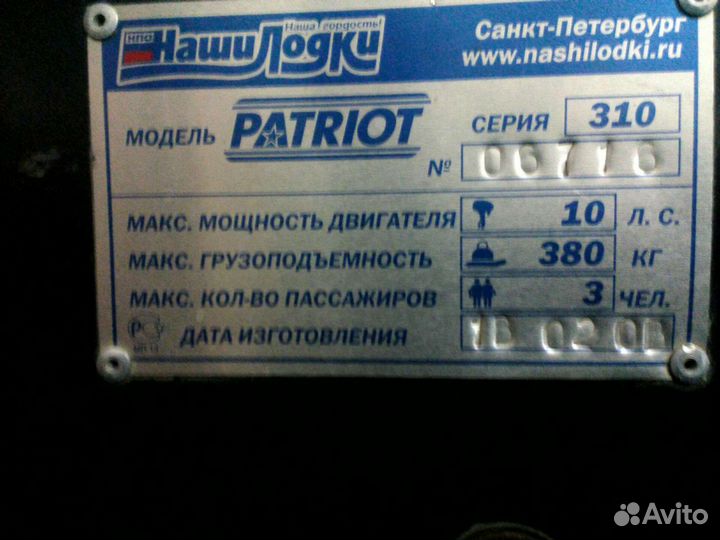 Наша гордость!
НПО
Наши Лодки
Санкт-Петербург
www.nashilodki.ru
МОДЕЛЬ PATRIOT СЕРИЯ 310
№ 06716
МАКС. МОЩНОСТЬ ДВИГАТЕЛЯ 10 Л. С.
МАКС. ГРУЗОПОДЪЕМНОСТЬ 380 КГ
МАКС. КОЛ-ВО ПАССАЖИРОВ 3 ЧЕЛ.
ДАТА ИЗГОТОВЛЕНИЯ
Avito